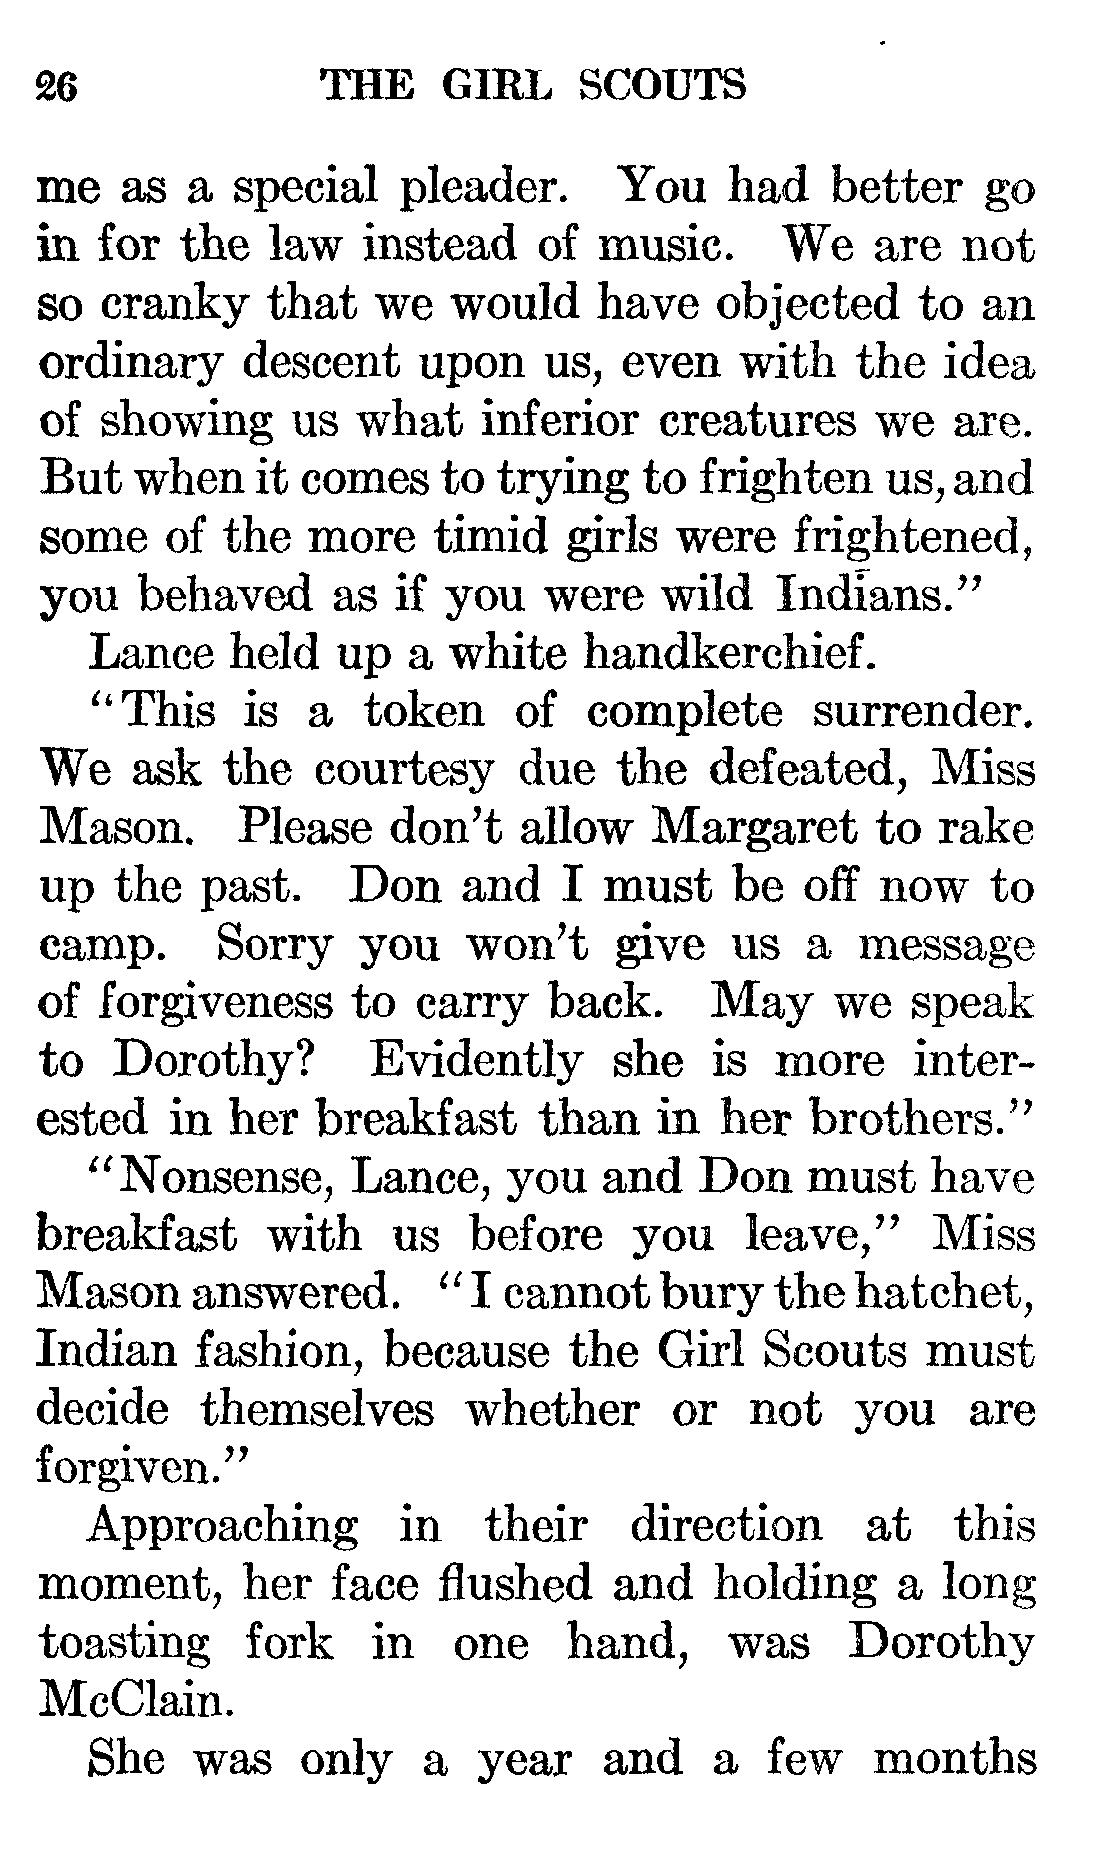 26 THE GIRL SCOUTS
me as a special pleader. You had better go
in for the law instead of music. We are not
so cranky that we would have objected to an
ordinary descent upon us, even with the idea
of showing us what inferior creatures we are.
But when it comes to trying to frighten us, and
some of the more timid girls were frightened,
you behaved as if you were wild Indians.”
Lance held up a white handkerchief.
“This is a token of complete surrender.
We ask the courtesy due the defeated, Miss
Mason. Please don’t allow Margaret to rake
up the past. Don and I must be off now to
camp. Sorry you won’t give us a message
of forgiveness to carry back. May we speak
to Dorothy? Evidently she is more inter-
ested in her breakfast than in her brothers.”
“Nonsense, Lance, you and Don must have
breakfast with us before you leave,” Miss
Mason answered. “I cannot bury the hatchet,
Indian fashion, because the Girl Scouts must
decide themselves whether or not you are
forgiven.”
Approaching in their direction at this
moment, her face flushed and holding a long
toasting fork in one hand, was Dorothy
McClain.
She was only a year and a few months